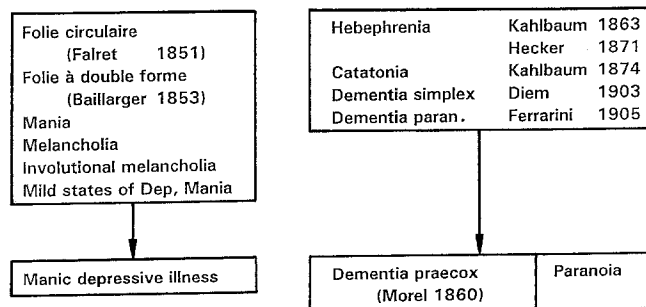 Folie circulaire
(Falret 1851)
Folie à double forme
(Baillarger 1853)
Mania
Melancholia
Involutional melancholia
Mild states of Dep, Mania
Manic depressive illness
Hebephrenia Kahlbaum 1863
Hecker 1871
Catatonia Kahlbaum 1874
Dementia simplex Diem 1903
Dementia paran. Ferrarini 1905
Dementia praecox
(Morel 1860)
Paranoia